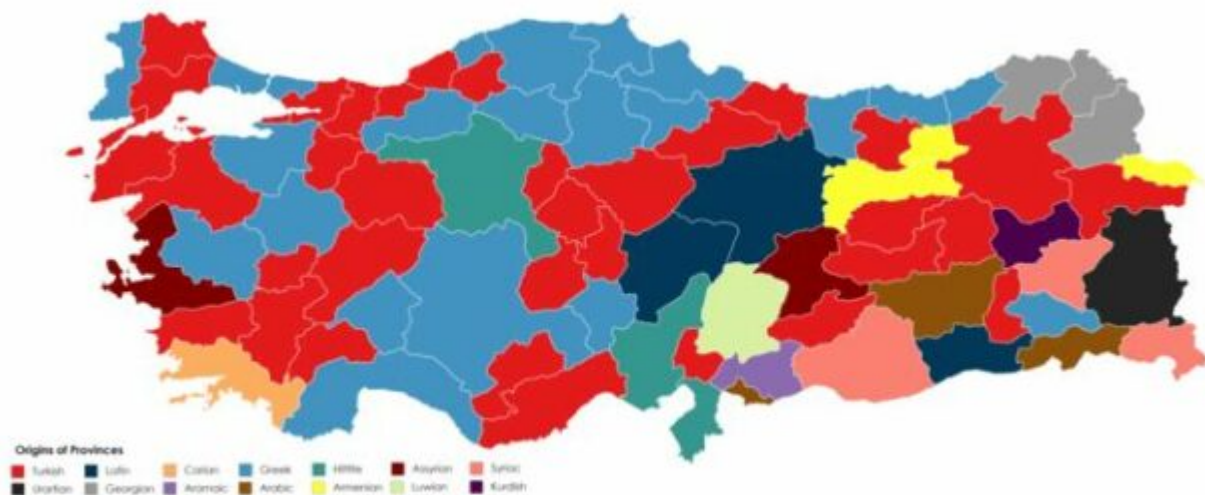 Origins of Provinces
Turkish Latin Carian Greek Hittite Assyrian Syriac
Urartian Georgian Aramaic Arabic Armenian Luwian Kurdish